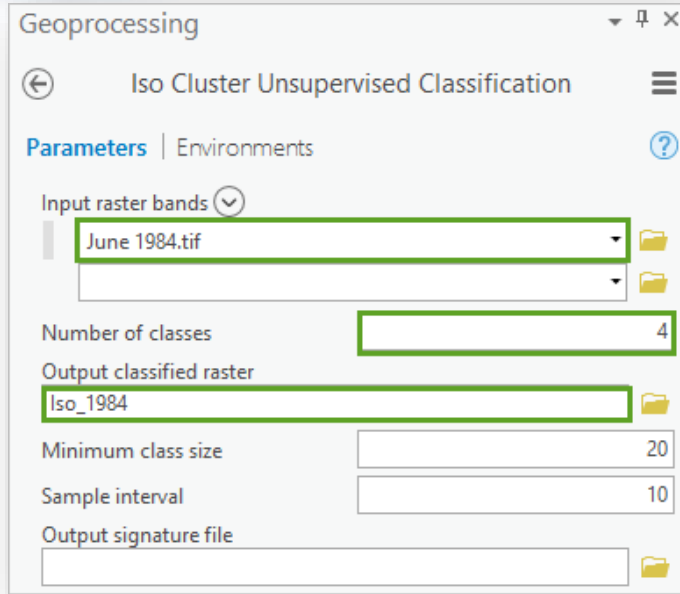 Geoprocessing
Iso Cluster Unsupervised Classification
Parameters | Environments
?
Input raster bands
June 1984.tif
Number of classes 4
Output classified raster
Iso_1984
Minimum class size 20
Sample interval 10
Output signature file